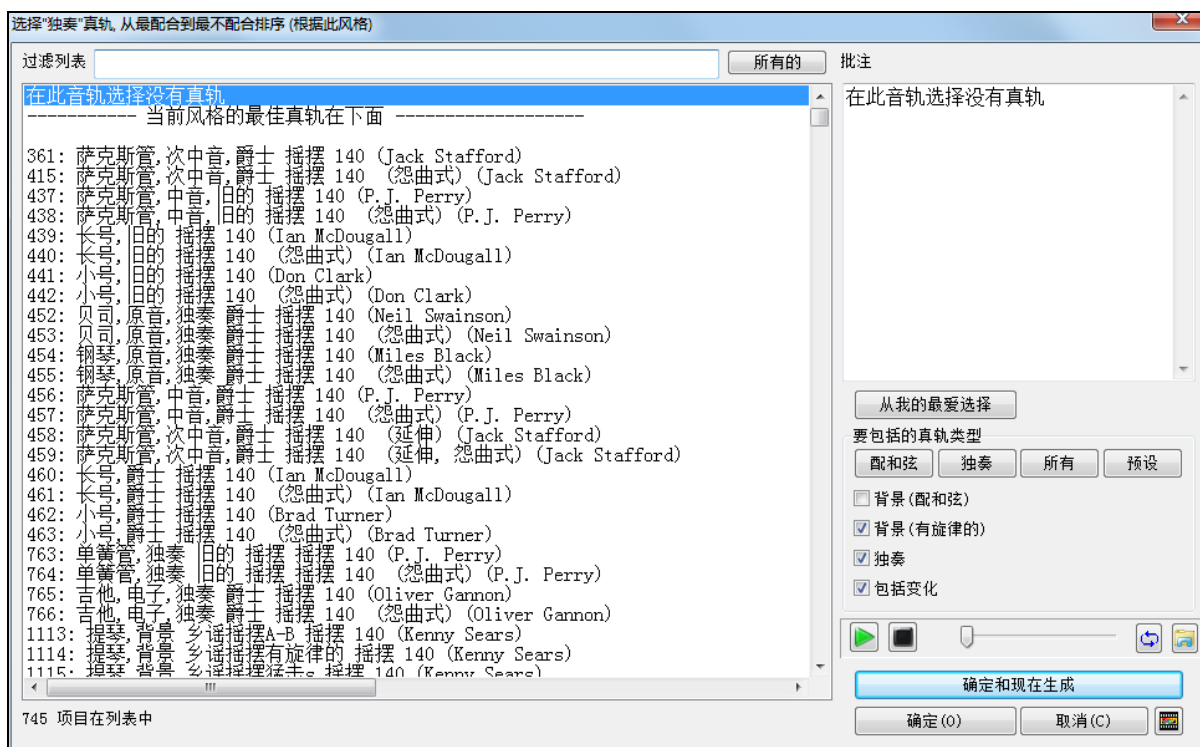 选择"独奏"真轨, 从最配合到最不配合排序 (根据此风格)
过滤列表
所有的
批注
在此音轨选择没有真轨
----------- 当前风格的最佳真轨在下面 -------------------
361: 萨克斯管,次中音,爵士 摇摆 140 (Jack Stafford)
415: 萨克斯管,次中音,爵士 摇摆 140 (怨曲式) (Jack Stafford)
437: 萨克斯管,中音,旧的 摇摆 140 (P.J. Perry)
438: 萨克斯管,中音,旧的 摇摆 140 (怨曲式) (P.J. Perry)
439: 长号,旧的 摇摆 140 (Ian McDougall)
440: 长号,旧的 摇摆 140 (怨曲式) (Ian McDougall)
441: 小号,旧的 摇摆 140 (Don Clark)
442: 小号,旧的 摇摆 140 (怨曲式) (Don Clark)
452: 贝司,原音,独奏 爵士 摇摆 140 (Neil Swainson)
453: 贝司,原音,独奏 爵士 摇摆 140 (怨曲式) (Neil Swainson)
454: 钢琴,原音,独奏 爵士 摇摆 140 (Miles Black)
455: 钢琴,原音,独奏 爵士 摇摆 140 (怨曲式) (Miles Black)
456: 萨克斯管,中音,爵士 摇摆 140 (P.J. Perry)
457: 萨克斯管,中音,爵士 摇摆 140 (怨曲式) (P.J. Perry)
458: 萨克斯管,次中音,爵士 摇摆 140 (延伸) (Jack Stafford)
459: 萨克斯管,次中音,爵士 摇摆 140 (延伸, 怨曲式) (Jack Stafford)
460: 长号,爵士 摇摆 140 (Ian McDougall)
461: 长号,爵士 摇摆 140 (怨曲式) (Ian McDougall)
462: 小号,爵士 摇摆 140 (Brad Turner)
463: 小号,爵士 摇摆 140 (怨曲式) (Brad Turner)
763: 单簧管,独奏 旧的 摇摆 摇摆 140 (P.J. Perry)
764: 单簧管,独奏 旧的 摇摆 摇摆 140 (怨曲式) (P.J. Perry)
765: 吉他,电子,独奏 爵士 摇摆 140 (Oliver Gannon)
766: 吉他,电子,独奏 爵士 摇摆 140 (怨曲式) (Oliver Gannon)
1113: 提琴,背景 乡谣摇摆A-B 摇摆 140 (Kenny Sears)
1114: 提琴,背景 乡谣摇摆有旋律的 摇摆 140 (Kenny Sears)
1115: 提琴,背景 乡谣摇摆猛击s 摇摆 140 (Kenny Sears)
745 项目在列表中
在此音轨选择没有真轨
从我的最爱选择
要包括的真轨类型
配和弦 独奏 所有 预设
背景(配和弦)
背景(有旋律的)
独奏
包括变化
确定和现在生成
确定(O) 取消(C)